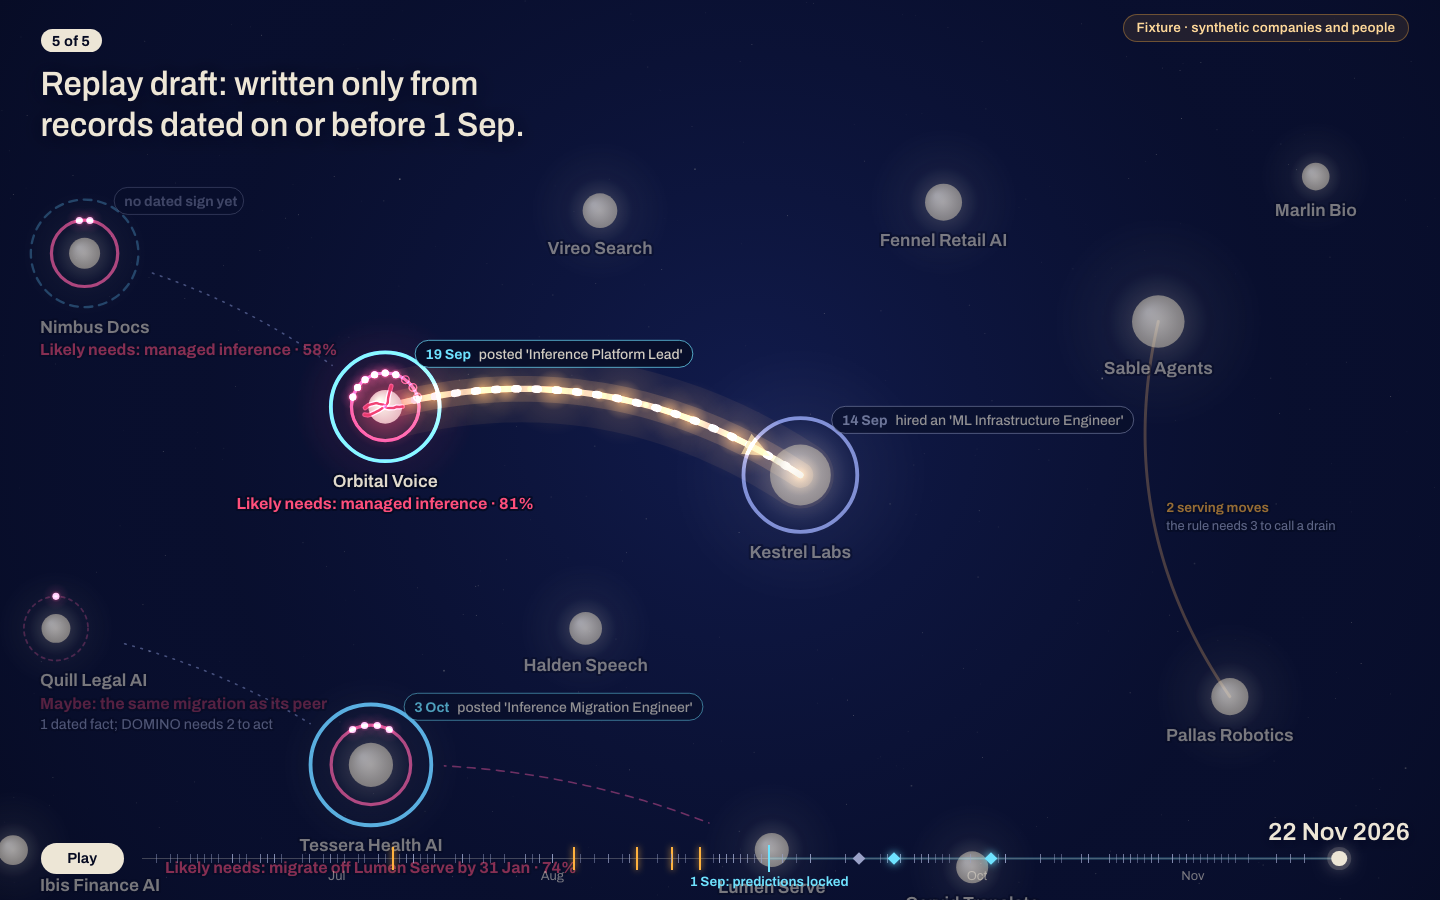 5 of 5
Fixture · synthetic companies and people
Replay draft: written only from
records dated on or before 1 Sep.
no dated sign yet
Vireo Search
Fennel Retail AI
Marlin Bio
Nimbus Docs
Likely needs: managed inference · 58%
19 Sep posted 'Inference Platform Lead'
Sable Agents
14 Sep hired an 'ML Infrastructure Engineer'
Orbital Voice
Likely needs: managed inference · 81%
2 serving moves
the rule needs 3 to call a drain
Kestrel Labs
Halden Speech
Quill Legal AI
Maybe: the same migration as its peer
1 dated fact; DOMINO needs 2 to act
3 Oct posted 'Inference Migration Engineer'
Pallas Robotics
22 Nov 2026
Tessera Health AI
Play
Likely needs: migrate off Lumen Serve by 31 Jan · 74%
Jul
Aug
Oct
Nov
1 Sep: predictions locked
Ibis Finance AI
Lumen Serve